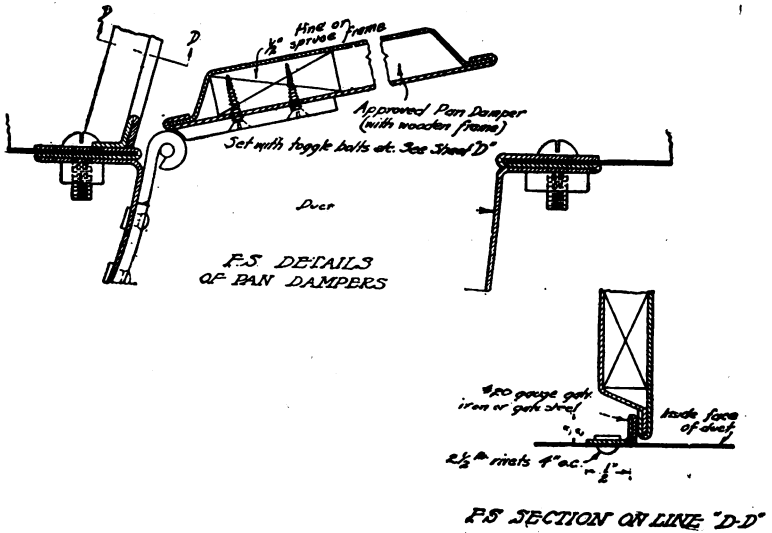 D
D
Pine or
1/2" spruce frame
Approved Pan Damper
(with wooden frame)
Set with toggle bolts etc. See Sheet "D"
Duct
F.S. DETAILS
OF PAN DAMPERS
#20 gauge galv.
iron or galv. steel
Inside face
of duct
2 1/2 lb rivets 4" o.c.
1/2"
F.S. SECTION ON LINE "D-D"